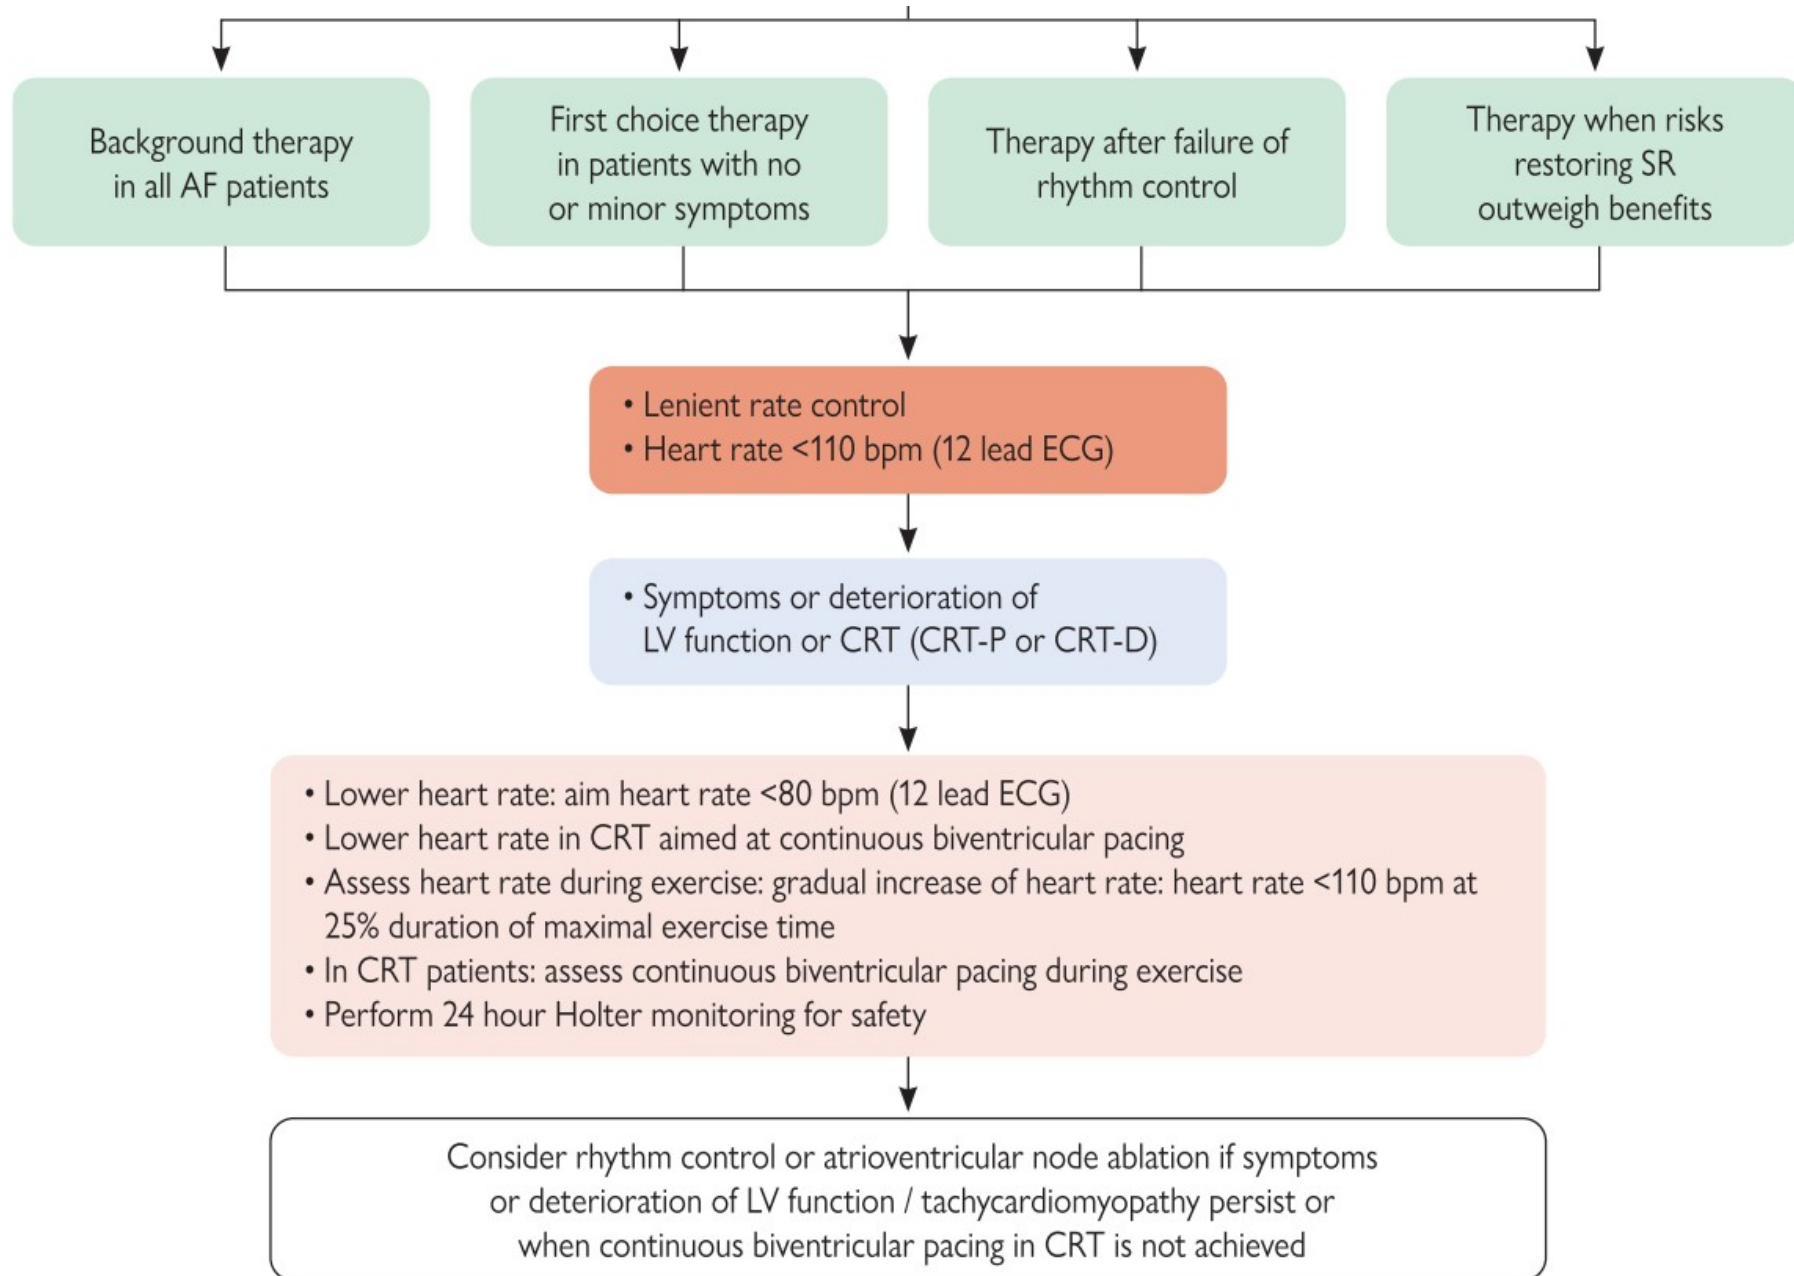 Background therapy
in all AF patients
First choice therapy
in patients with no
or minor symptoms
Therapy after failure of
rhythm control
Therapy when risks
restoring SR
outweigh benefits
• Lenient rate control
• Heart rate <110 bpm (12 lead ECG)
• Symptoms or deterioration of
LV function or CRT (CRT-P or CRT-D)
• Lower heart rate: aim heart rate <80 bpm (12 lead ECG)
• Lower heart rate in CRT aimed at continuous biventricular pacing
• Assess heart rate during exercise: gradual increase of heart rate: heart rate <110 bpm at
25% duration of maximal exercise time
• In CRT patients: assess continuous biventricular pacing during exercise
• Perform 24 hour Holter monitoring for safety
Consider rhythm control or atrioventricular node ablation if symptoms
or deterioration of LV function / tachycardiomyopathy persist or
when continuous biventricular pacing in CRT is not achieved